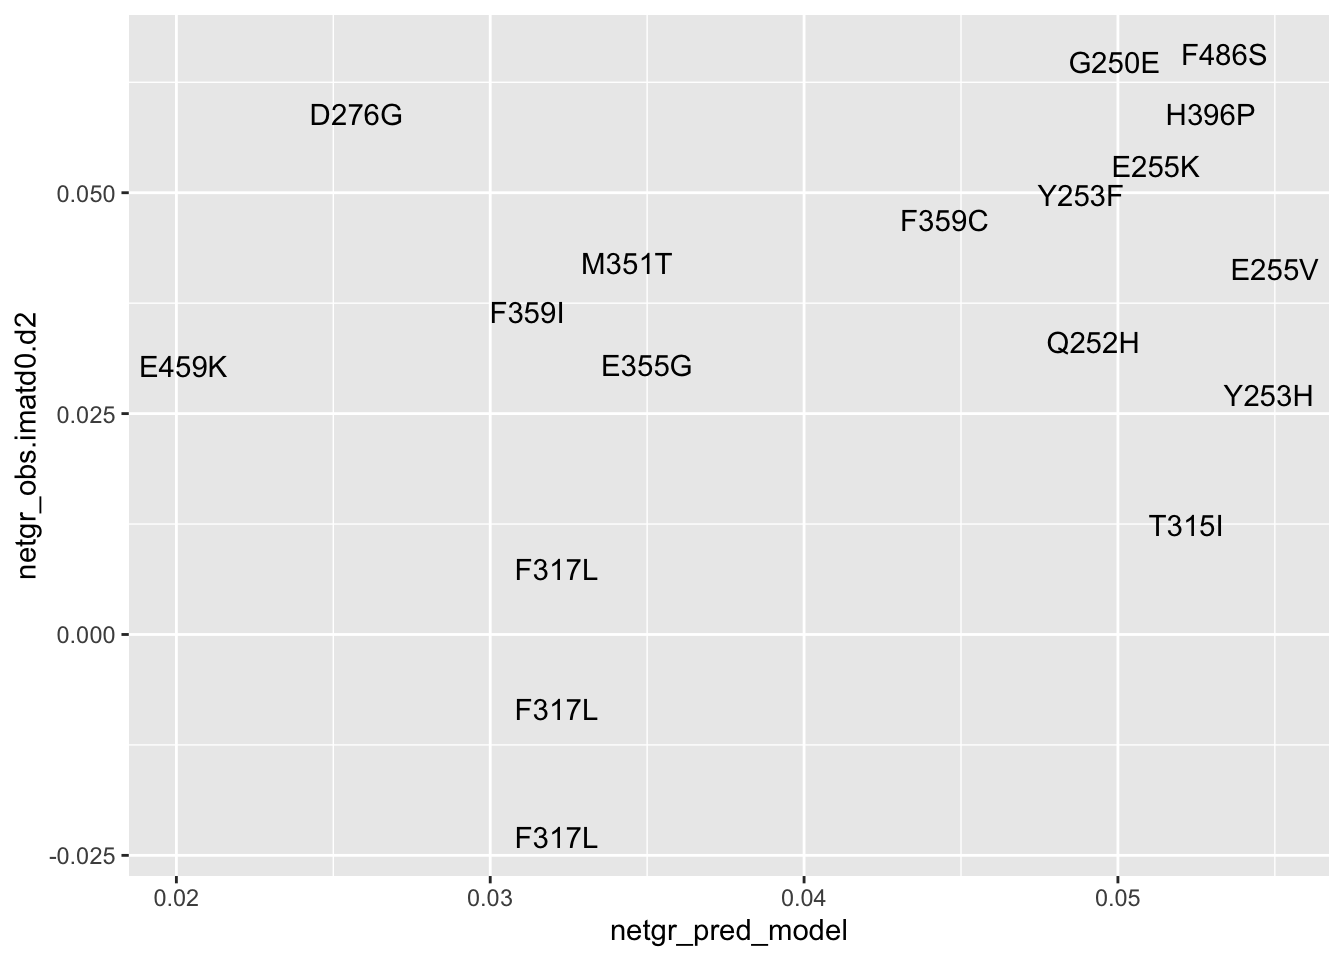 F486S
G250E
D276G
H396P
E255K
0.050
Y253F
F359C
M351T
E255V
F359I
Q252H
E459K
E355G
Y253H
0.025
T315I
F317L
0.000
F317L
F317L
-0.025
netgr_obs.imatd0.d2
0.02
0.03
0.04
0.05
netgr_pred_model